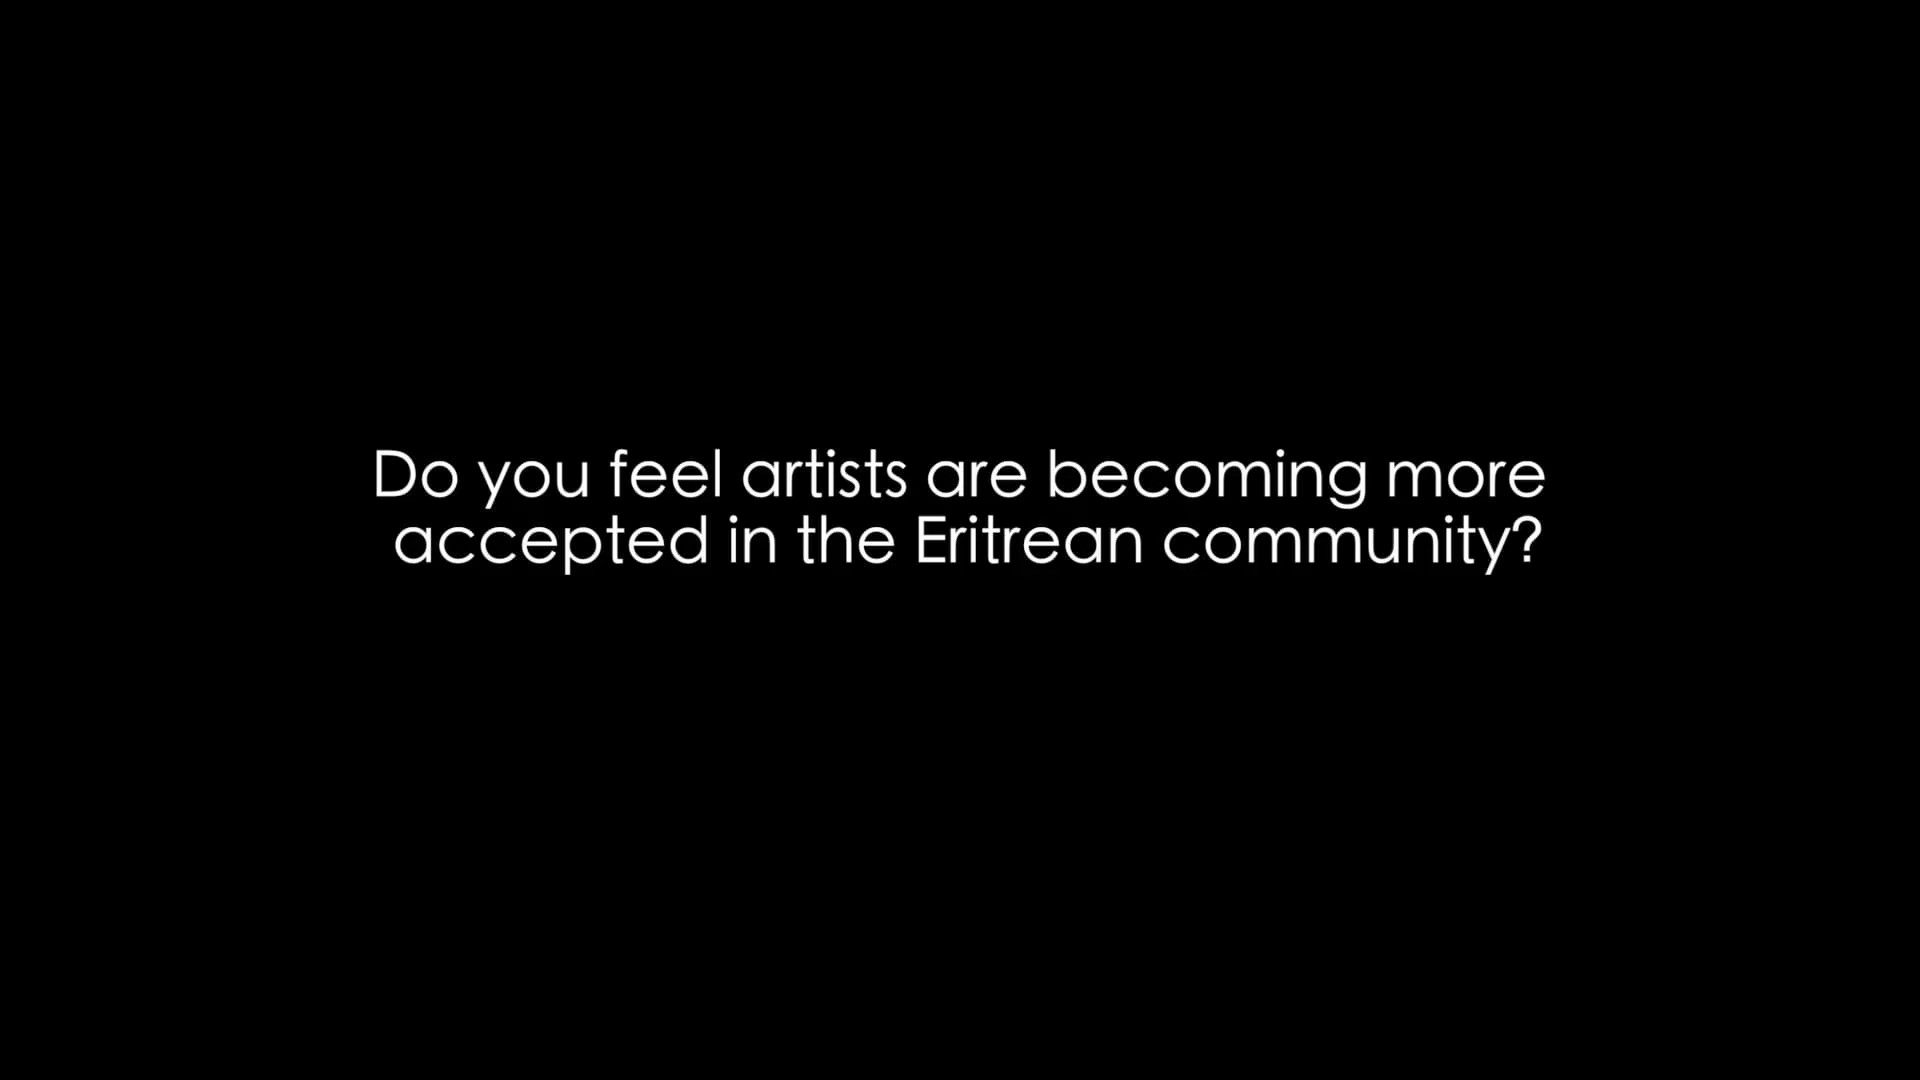 Do you feel artists are becoming more
accepted in the Eritrean community?